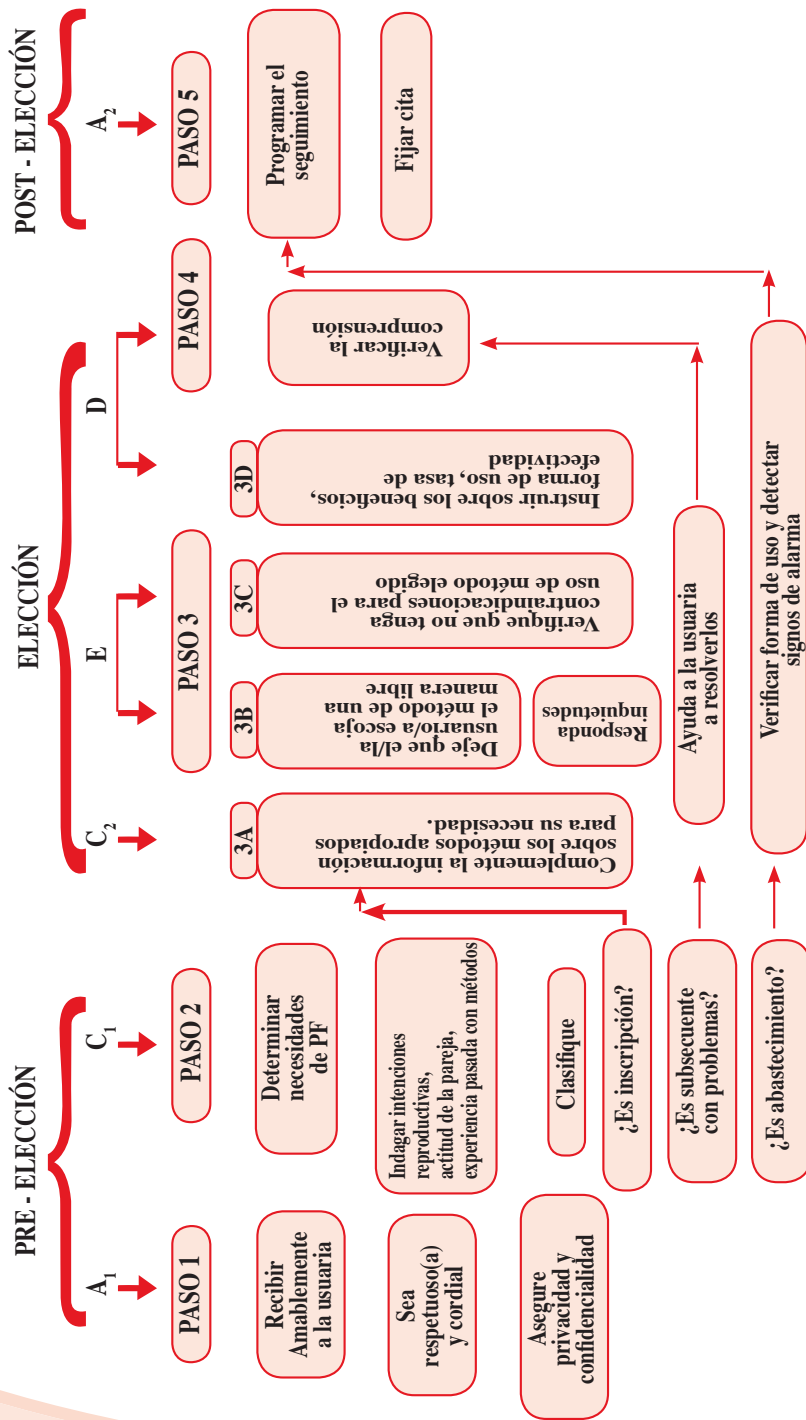 PRE - ELECCIÓN
A1
PASO 1
Recibir
Amablemente
a la usuaria
Sea
respetuoso(a)
y cordial
Asegure
privacidad y
confidencialidad
C1
PASO 2
Determinar
necesidades
de PF
Indagar intenciones
reproductivas,
actitud de la pareja,
experiencia pasada con métodos
Clasifique
¿Es inscripción?
¿Es subsecuente
con problemas?
¿Es abastecimiento?
ELECCIÓN
C2
E
D
PASO 3
3A
Complemente la información
sobre los métodos apropiados
para su necesidad.
3B
Deje que el/la
usuario/a escoja
el método de una
manera libre
Responda
inquietudes
3C
Verifique que no tenga
contraindicaciones para el
uso de método elegido
3D
Instruir sobre los beneficios,
forma de uso, tasa de
efectividad
Ayuda a la usuaria
a resolverlos
Verificar forma de uso y detectar
signos de alarma
PASO 4
Verificar la
comprensión
POST - ELECCIÓN
A2
PASO 5
Programar el
seguimiento
Fijar cita